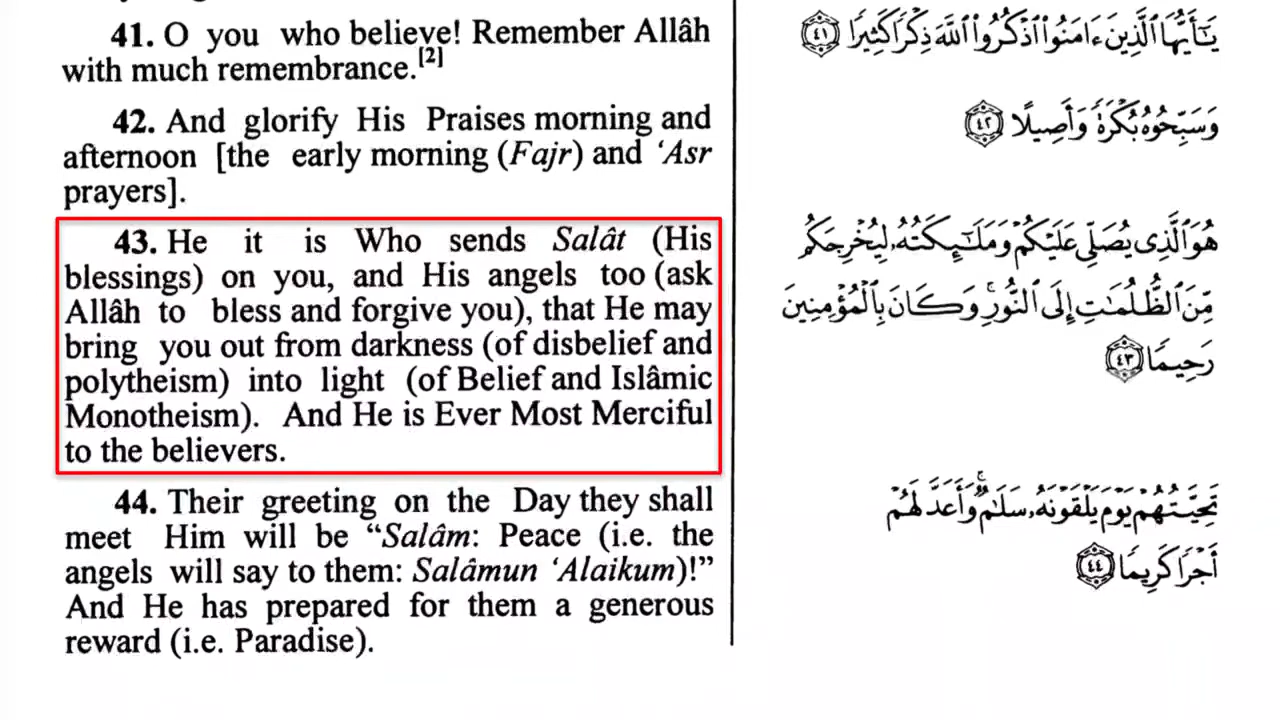 41. O you who believe! Remember Allâh
with much remembrance.[2]
42. And glorify His Praises morning and
afternoon [the early morning (Fajr) and ‘Asr
prayers].
43. He it is Who sends Salât (His
blessings) on you, and His angels too (ask
Allâh to bless and forgive you), that He may
bring you out from darkness (of disbelief and
polytheism) into light (of Belief and Islâmic
Monotheism). And He is Ever Most Merciful
to the believers.
44. Their greeting on the Day they shall
meet Him will be “Salâm: Peace (i.e. the
angels will say to them: Salâmun ‘Alaikum)!”
And He has prepared for them a generous
reward (i.e. Paradise).
يَـٰٓأَيُّهَا ٱلَّذِينَ ءَامَنُوا۟ ٱذْكُرُوا۟ ٱللَّهَ ذِكْرًا كَثِيرًا ٤١
وَسَبِّحُوهُ بُكْرَةً وَأَصِيلًا ٤٢
هُوَ ٱلَّذِى يُصَلِّى عَلَيْكُمْ وَمَلَـٰٓئِكَتُهُۥ لِيُخْرِجَكُم
مِّنَ ٱلظُّلُمَـٰتِ إِلَى ٱلنُّورِ ۚ وَكَانَ بِٱلْمُؤْمِنِينَ
رَحِيمًا ٤٣
تَحِيَّتُهُمْ يَوْمَ يَلْقَوْنَهُۥ سَلَـٰمٌ ۚ وَأَعَدَّ لَهُمْ
أَجْرًا كَرِيمًا ٤٤